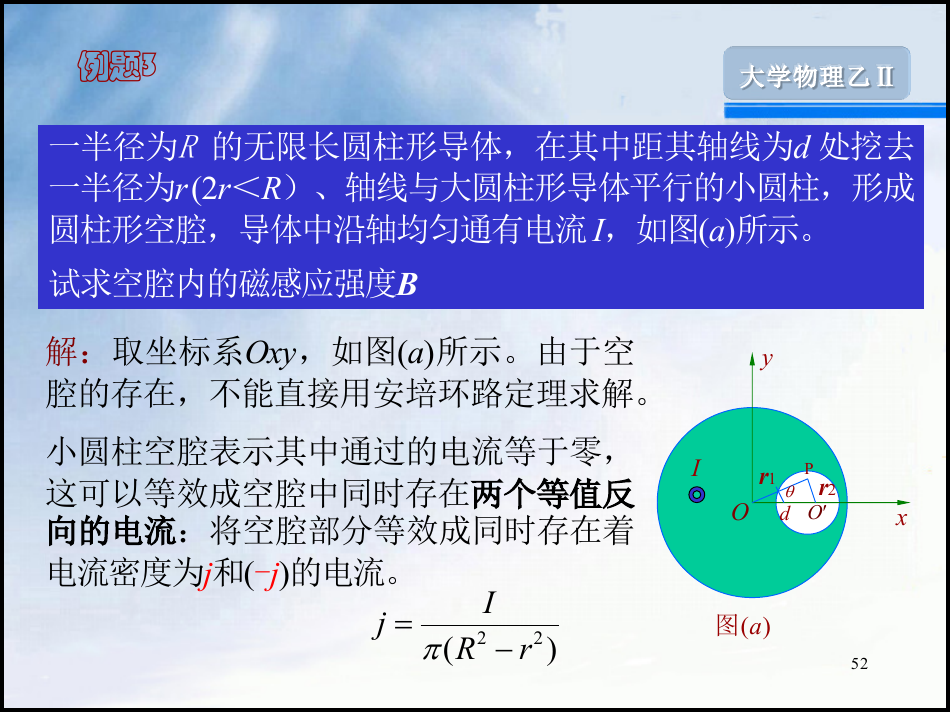 例题3
大学物理乙Ⅱ
一半径为R 的无限长圆柱形导体，在其中距其轴线为d 处挖去
一半径为r (2r＜R）、轴线与大圆柱形导体平行的小圆柱，形成
圆柱形空腔，导体中沿轴均匀通有电流 I，如图(a)所示。
试求空腔内的磁感应强度B
解：取坐标系Oxy，如图(a)所示。由于空
腔的存在，不能直接用安培环路定理求解。
小圆柱空腔表示其中通过的电流等于零，
这可以等效成空腔中同时存在两个等值反
向的电流：将空腔部分等效成同时存在着
电流密度为j和(−j)的电流。
j = I / π(R² − r²)
y
I
r1
P
θ
r2
O
d
O′
x
图(a)
52